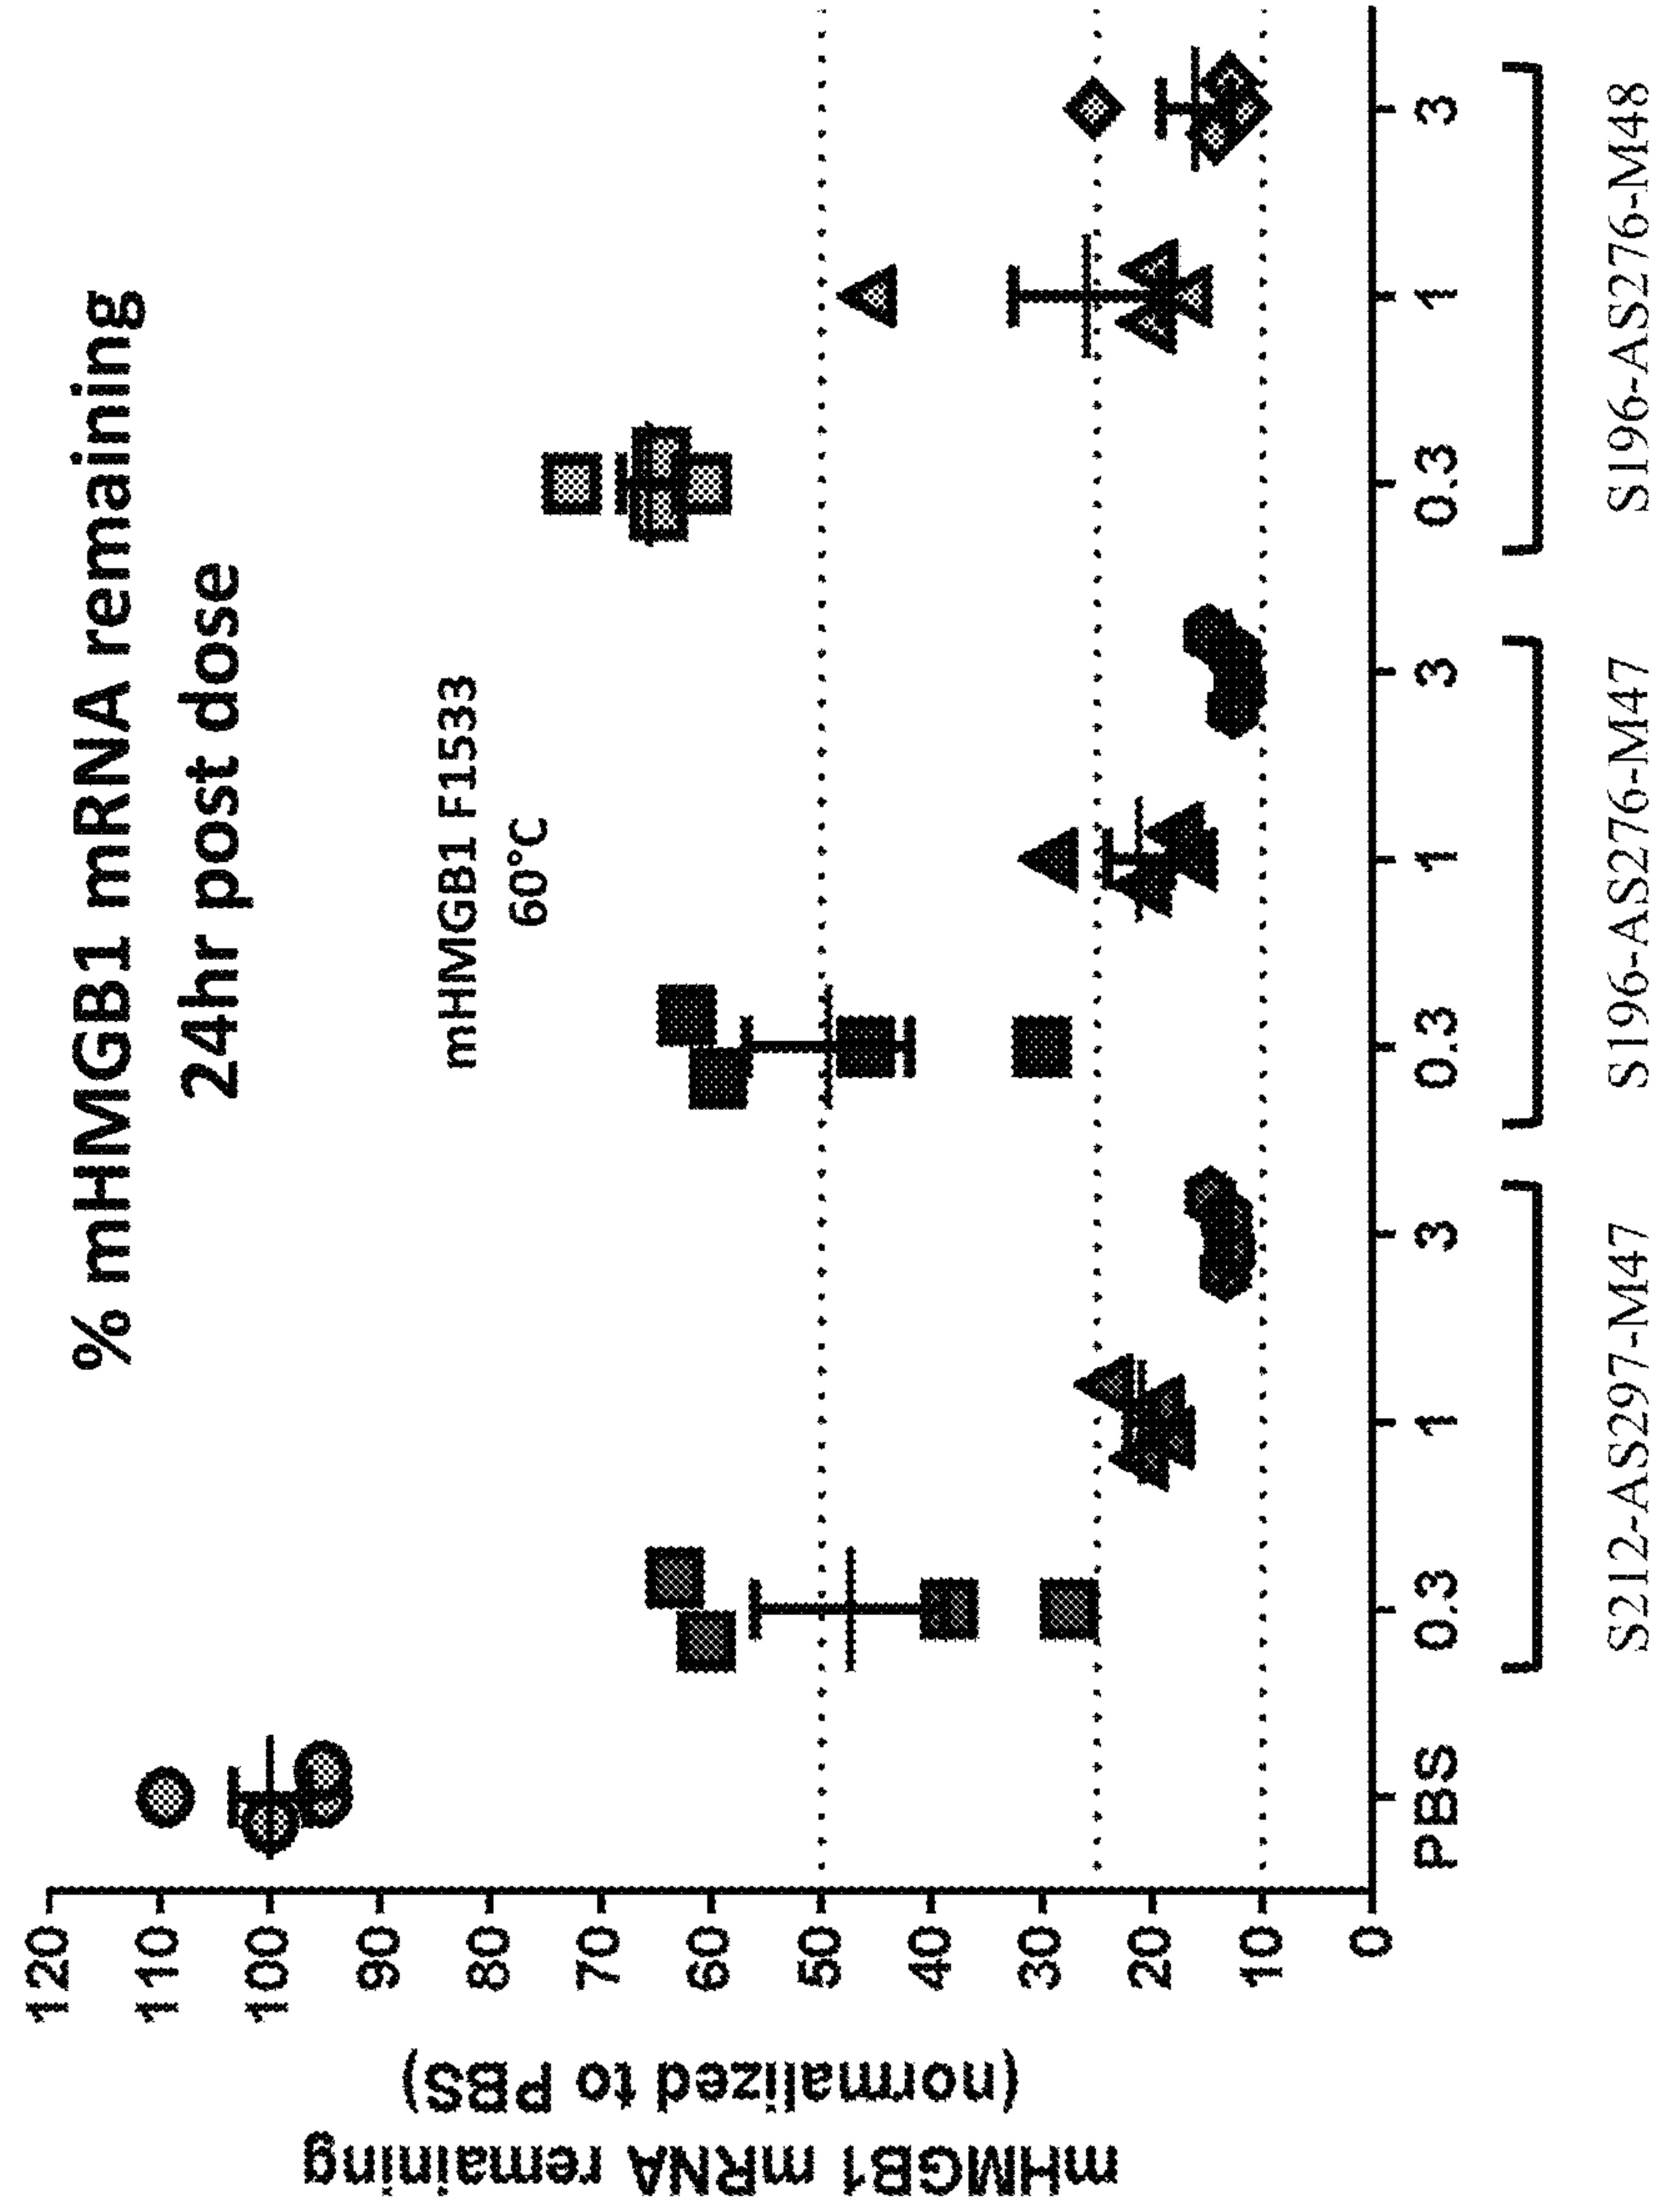 % mHMGB1 mRNA remaining
24hr post dose
mHMGB1 F1533
60°C
mHMGB1 mRNA remaining
(normalized to PBS)
120
110
100
90
80
70
60
50
40
30
20
10
0
PBS 0.3 1 3 0.3 1 3 0.3 1 3
S212-AS297-M47 S196-AS276-M47 S196-AS276-M48